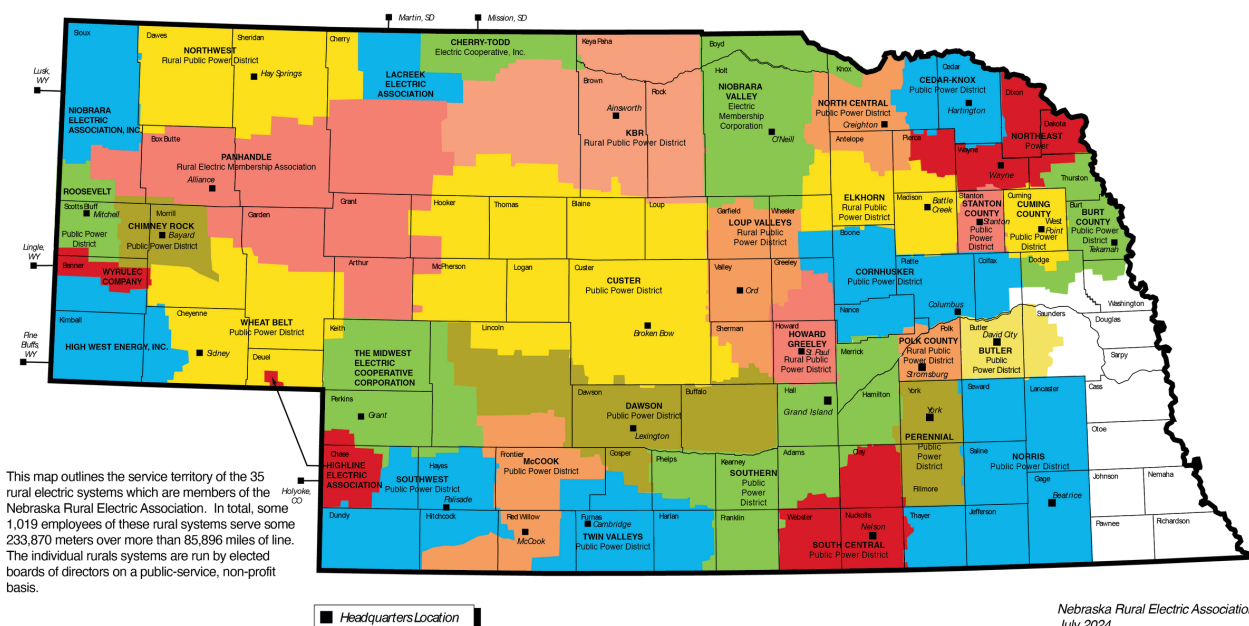 Martin, SD
Mission, SD
Sioux
Dawes
Sheridan
Cherry
CHERRY-TODD
Electric Cooperative, Inc.
Keya Paha
Boyd
NORTHWEST
Rural Public Power District
Hay Springs
LACREEK
ELECTRIC
ASSOCIATION
Lusk,
WY
NIOBRARA
ELECTRIC
ASSOCIATION, INC.
Brown
Rock
Ainsworth
KBR
Rural Public Power District
Holt
NIOBRARA
VALLEY
Electric
Membership
Corporation
O'Neill
Knox
NORTH CENTRAL
Public Power District
Creighton
Antelope
Cedar
CEDAR-KNOX
Public Power District
Hartington
Dixon
Dakota
NORTHEAST
Power
Pierce
Wayne
Wayne
Thurston
Box Butte
PANHANDLE
Rural Electric Membership Association
Alliance
ROOSEVELT
Scotts Bluff
Mitchell
Public Power
District
Morrill
CHIMNEY ROCK
Bayard
Public Power District
Garden
Grant
Hooker
Thomas
Blaine
Loup
Garfield
Wheeler
LOUP VALLEYS
Rural Public
Power District
ELKHORN
Rural Public
Power District
Madison
Battle
Creek
Stanton
STANTON
COUNTY
Stanton
Public
Power
District
Cuming
CUMING
COUNTY
West
Point
Public Power
District
Burt
BURT
COUNTY
Public Power
District
Tekamah
Lingle,
WY
Banner
WYRULEC
COMPANY
Arthur
McPherson
Logan
Custer
CUSTER
Public Power District
Broken Bow
Valley
Ord
Greeley
Boone
CORNHUSKER
Public Power District
Platte
Colfax
Dodge
Columbus
Nance
Washington
Kimball
HIGH WEST ENERGY, INC.
Pine
Bluffs,
WY
Cheyenne
Sidney
WHEAT BELT
Public Power District
Deuel
Keith
THE MIDWEST
ELECTRIC
COOPERATIVE
CORPORATION
Lincoln
Sherman
Howard
HOWARD
GREELEY
St. Paul
Rural Public
Power District
Merrick
Polk
POLK COUNTY
Rural Public
Power District
Stromsburg
Butler
David City
BUTLER
Public Power
District
Saunders
Douglas
Sarpy
Perkins
Grant
Dawson
DAWSON
Public Power District
Lexington
Buffalo
Hall
Grand Island
Hamilton
York
York
PERENNIAL
Public
Power
District
Fillmore
Seward
Lancaster
Cass
Otoe
Chase
HIGHLINE
ELECTRIC
ASSOCIATION
Holyoke,
CO
Hayes
SOUTHWEST
Public Power District
Palisade
Frontier
McCOOK
Public Power District
Gosper
Phelps
Kearney
SOUTHERN
Public
Power
District
Adams
Clay
Saline
NORRIS
Public Power District
Gage
Beatrice
Johnson
Nemaha
Dundy
Hitchcock
Red Willow
McCook
Furnas
Cambridge
TWIN VALLEYS
Public Power District
Harlan
Franklin
Webster
Nuckolls
Nelson
SOUTH CENTRAL
Public Power District
Thayer
Jefferson
Pawnee
Richardson
This map outlines the service territory of the 35
rural electric systems which are members of the
Nebraska Rural Electric Association. In total, some
1,019 employees of these rural systems serve some
233,870 meters over more than 85,896 miles of line.
The individual rurals systems are run by elected
boards of directors on a public-service, non-profit
basis.
Headquarters Location
Nebraska Rural Electric Association
July 2024